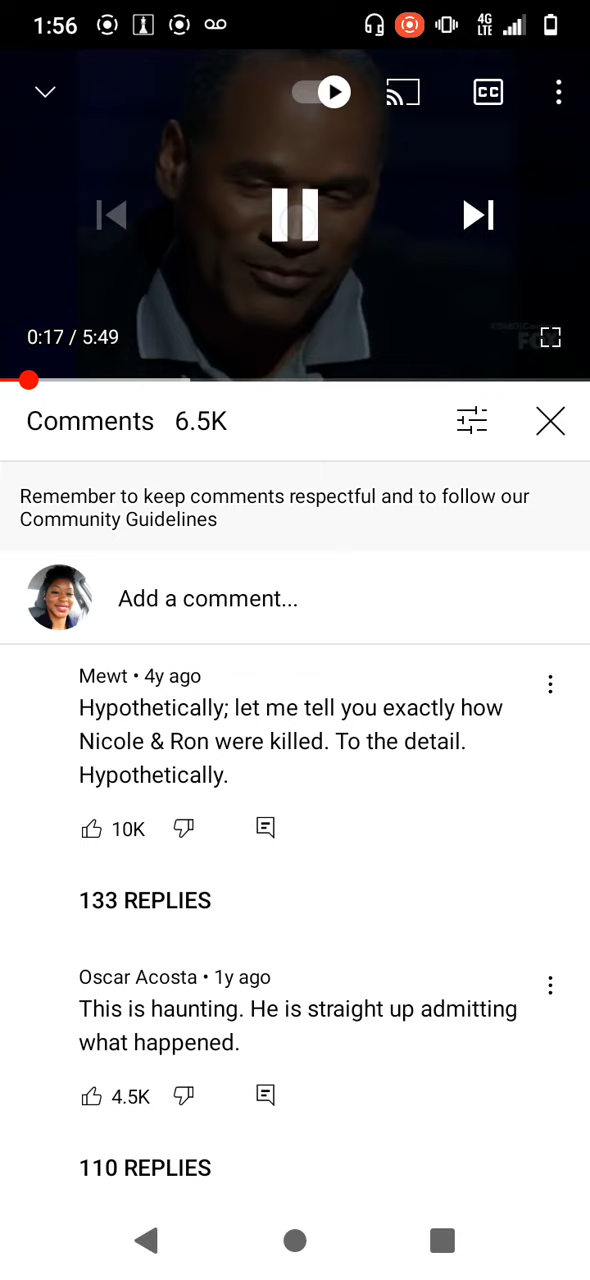 1:56
4G
LTE
CC
0:17 / 5:49
FOX
Comments 6.5K
Remember to keep comments respectful and to follow our
Community Guidelines
Add a comment...
Mewt • 4y ago
Hypothetically; let me tell you exactly how
Nicole & Ron were killed. To the detail.
Hypothetically.
10K
133 REPLIES
Oscar Acosta • 1y ago
This is haunting. He is straight up admitting
what happened.
4.5K
110 REPLIES